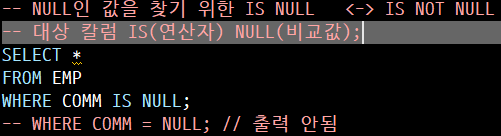 -- NULL인 값을 찾기 위한 IS NULL   <-> IS NOT NULL
-- 대상 칼럼 IS(연산자) NULL(비교값);
SELECT *
FROM EMP
WHERE COMM IS NULL;
-- WHERE COMM = NULL; // 출력 안됨